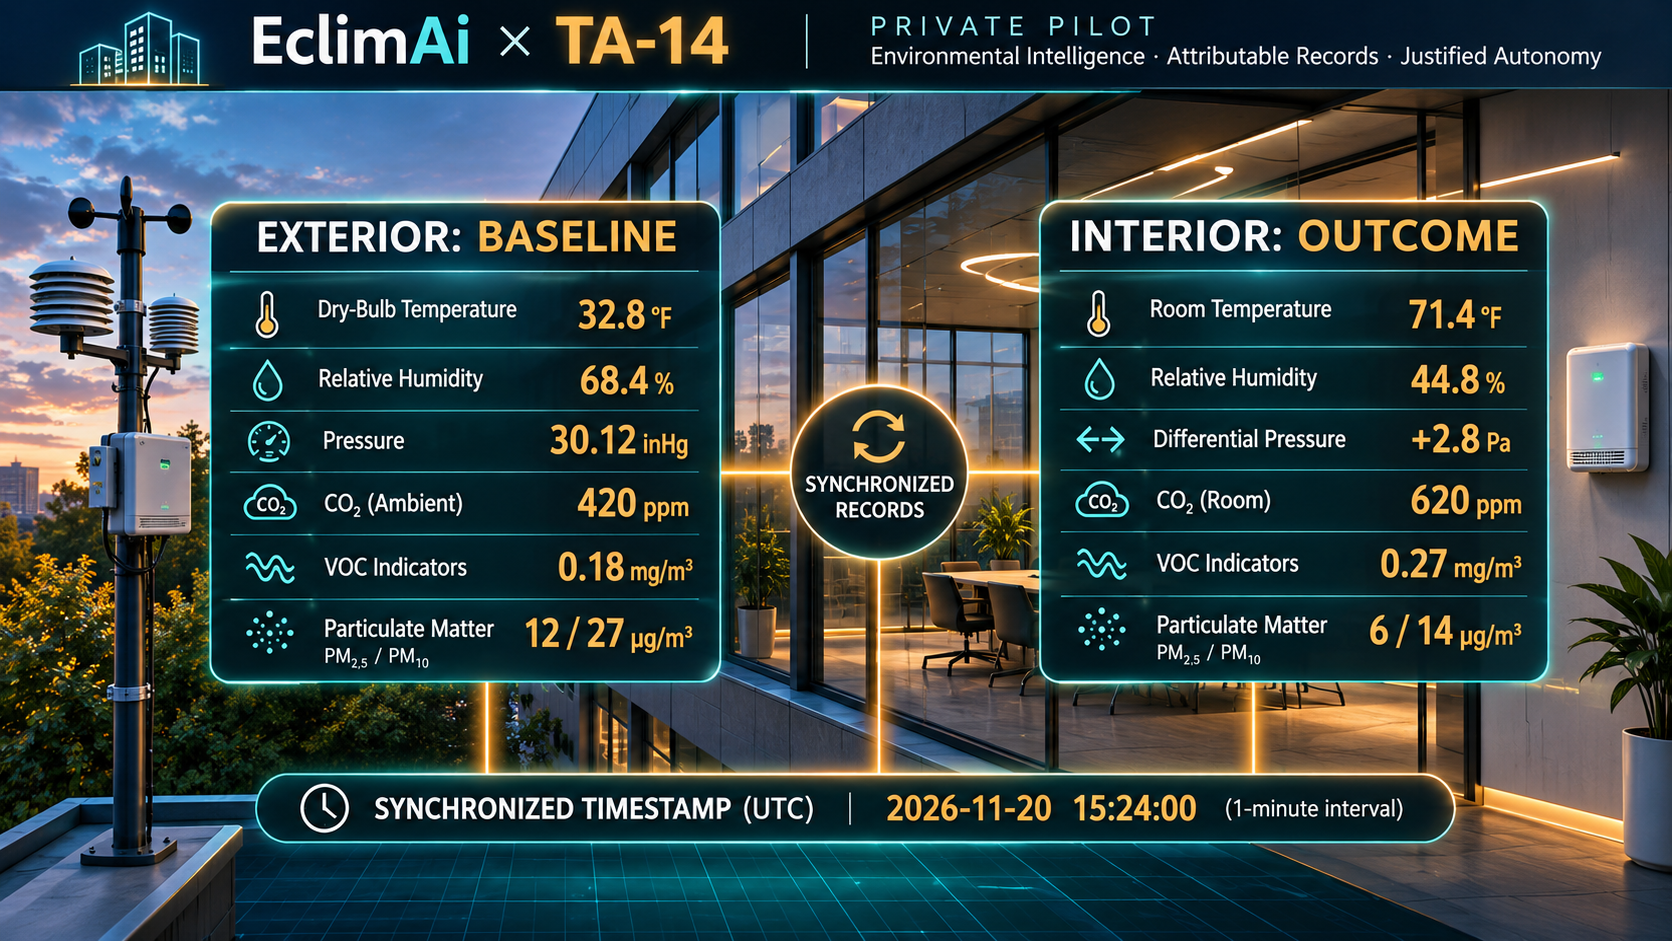 EclimAi × TA-14
PRIVATE PILOT
Environmental Intelligence · Attributable Records · Justified Autonomy
EXTERIOR: BASELINE
Dry-Bulb Temperature 32.8 °F
Relative Humidity 68.4 %
Pressure 30.12 inHg
CO₂ CO₂ (Ambient) 420 ppm
VOC Indicators 0.18 mg/m³
Particulate Matter 12 / 27 µg/m³
PM₂.₅ / PM₁₀
SYNCHRONIZED
RECORDS
INTERIOR: OUTCOME
Room Temperature 71.4 °F
Relative Humidity 44.8 %
Differential Pressure +2.8 Pa
CO₂ CO₂ (Room) 620 ppm
VOC Indicators 0.27 mg/m³
Particulate Matter 6 / 14 µg/m³
PM₂.₅ / PM₁₀
SYNCHRONIZED TIMESTAMP (UTC) | 2026-11-20 15:24:00 (1-minute interval)